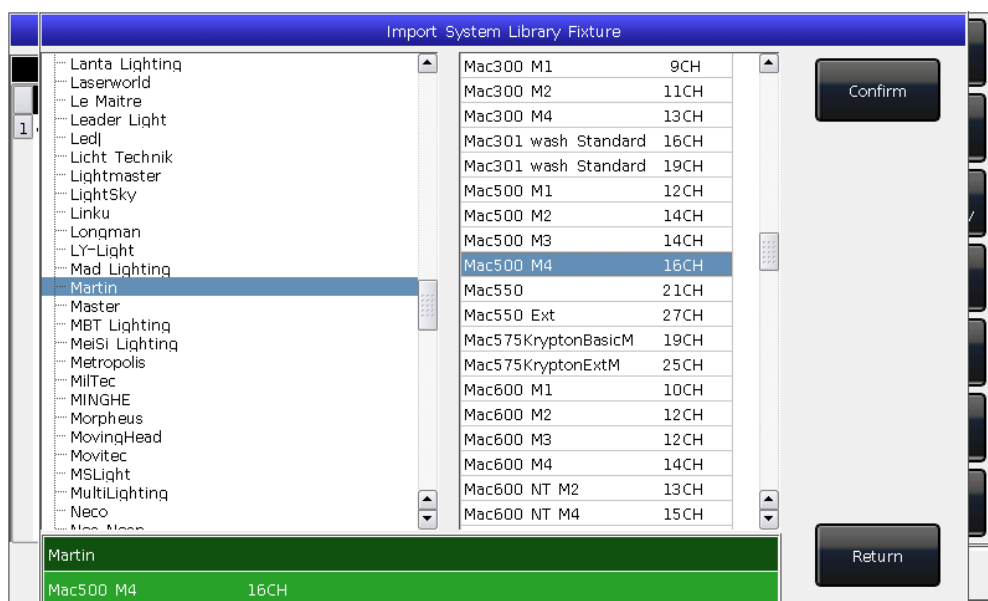 Import System Library Fixture
Lanta Lighting
Laserworld
Le Maitre
Leader Light
Led|
Licht Technik
Lightmaster
LightSky
Linku
Longman
LY-Light
Mad Lighting
Martin
Master
MBT Lighting
MeiSi Lighting
Metropolis
MilTec
MINGHE
Morpheus
MovingHead
Movitec
MSLight
MultiLighting
Neco
Mac300 M1 9CH
Mac300 M2 11CH
Mac300 M4 13CH
Mac301 wash Standard 16CH
Mac301 wash Standard 19CH
Mac500 M1 12CH
Mac500 M2 14CH
Mac500 M3 14CH
Mac500 M4 16CH
Mac550 21CH
Mac550 Ext 27CH
Mac575KryptonBasicM 19CH
Mac575KryptonExtM 25CH
Mac600 M1 10CH
Mac600 M2 12CH
Mac600 M3 12CH
Mac600 M4 14CH
Mac600 NT M2 13CH
Mac600 NT M4 15CH
Confirm
Return
1
Martin
Mac500 M4 16CH